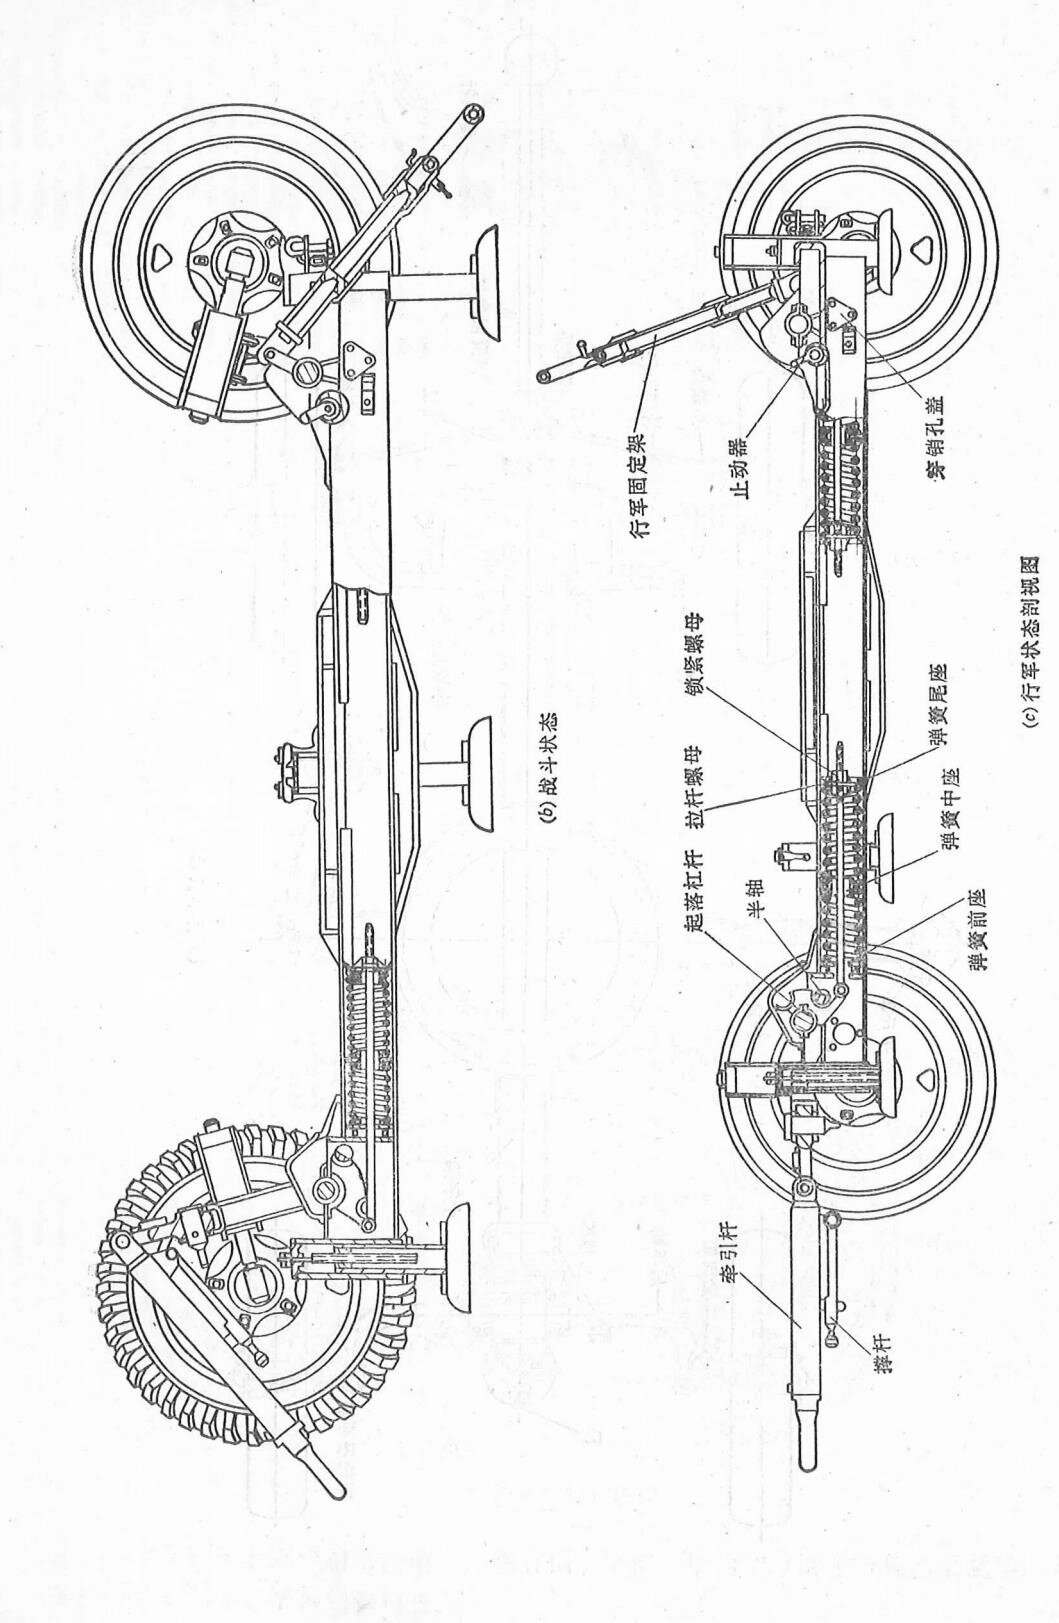 (b)战斗状态
行军固定架
止动器
穿销孔盖
锁紧螺母
拉杆螺母
起落杠杆
半轴
弹簧尾座
弹簧中座
弹簧前座
牵引杆
撑杆
(c)行军状态剖视图